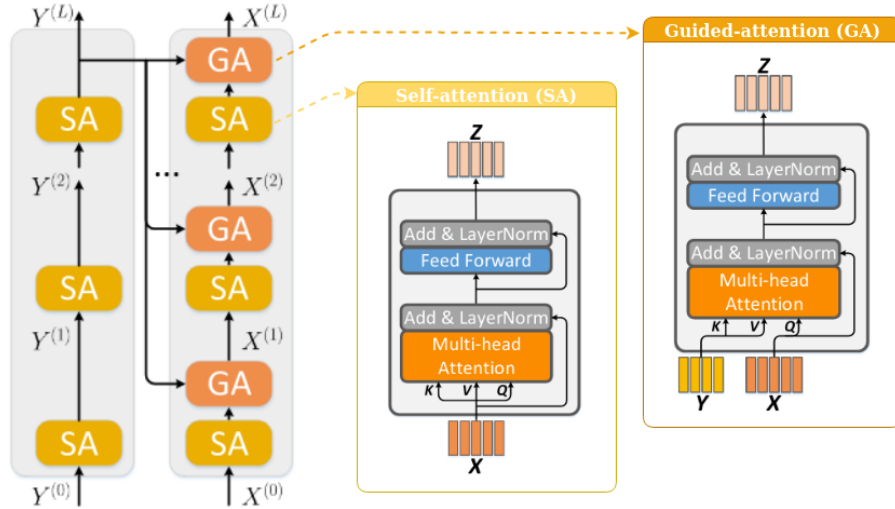 Y^{(L)}
X^{(L)}
GA
SA
SA
...
Y^{(2)}
X^{(2)}
GA
SA
SA
Y^{(1)}
X^{(1)}
GA
SA
SA
Y^{(0)}
X^{(0)}
Self-attention (SA)
Z
Add & LayerNorm
Feed Forward
Add & LayerNorm
Multi-head
Attention
K V Q
X
Guided-attention (GA)
Z
Add & LayerNorm
Feed Forward
Add & LayerNorm
Multi-head
Attention
K V Q
Y X